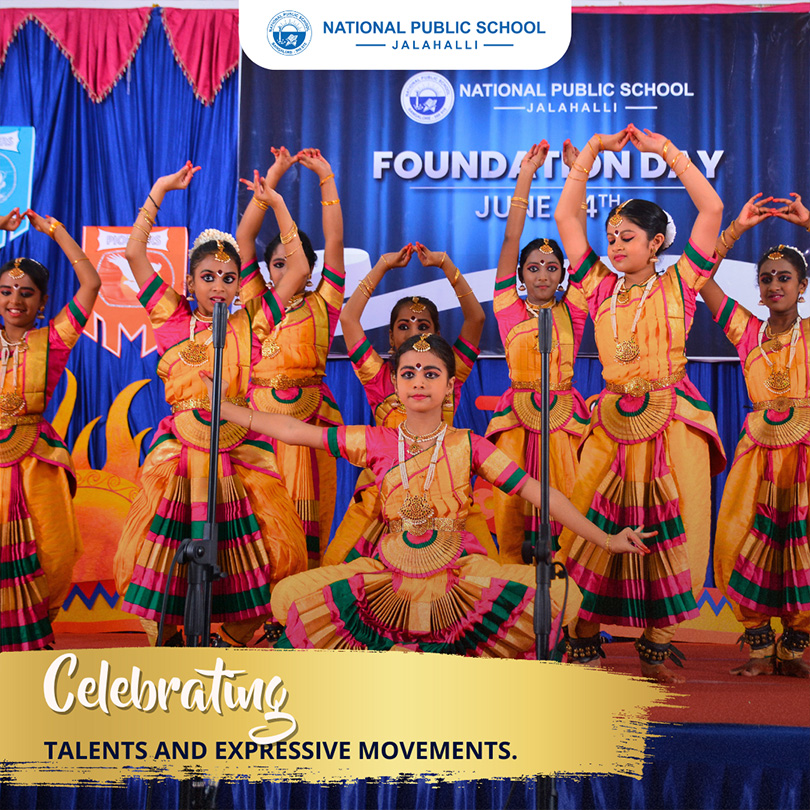 NATIONAL PUBLIC SCHOOL
JALAHALLI
NATIONAL PUBLIC SCHOOL
JALAHALLI
FOUNDATION DAY
JUNE
Celebrating
TALENTS AND EXPRESSIVE MOVEMENTS.